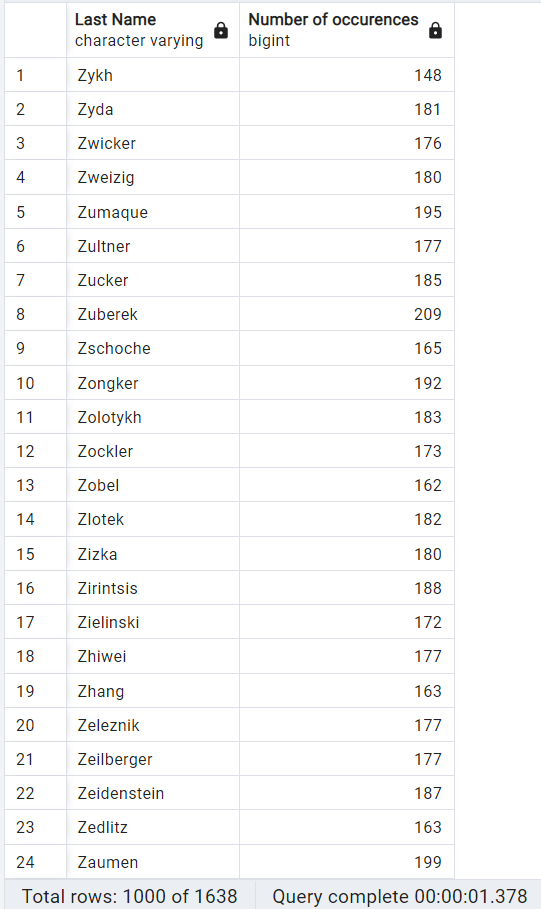 Last Name Number of occurences
character varying bigint
1 Zykh 148
2 Zyda 181
3 Zwicker 176
4 Zweizig 180
5 Zumaque 195
6 Zultner 177
7 Zucker 185
8 Zuberek 209
9 Zschoche 165
10 Zongker 192
11 Zolotykh 183
12 Zockler 173
13 Zobel 162
14 Zlotek 182
15 Zizka 180
16 Zirintsis 188
17 Zielinski 172
18 Zhiwei 177
19 Zhang 163
20 Zeleznik 177
21 Zeilberger 177
22 Zeidenstein 187
23 Zedlitz 163
24 Zaumen 199
Total rows: 1000 of 1638 Query complete 00:00:01.378